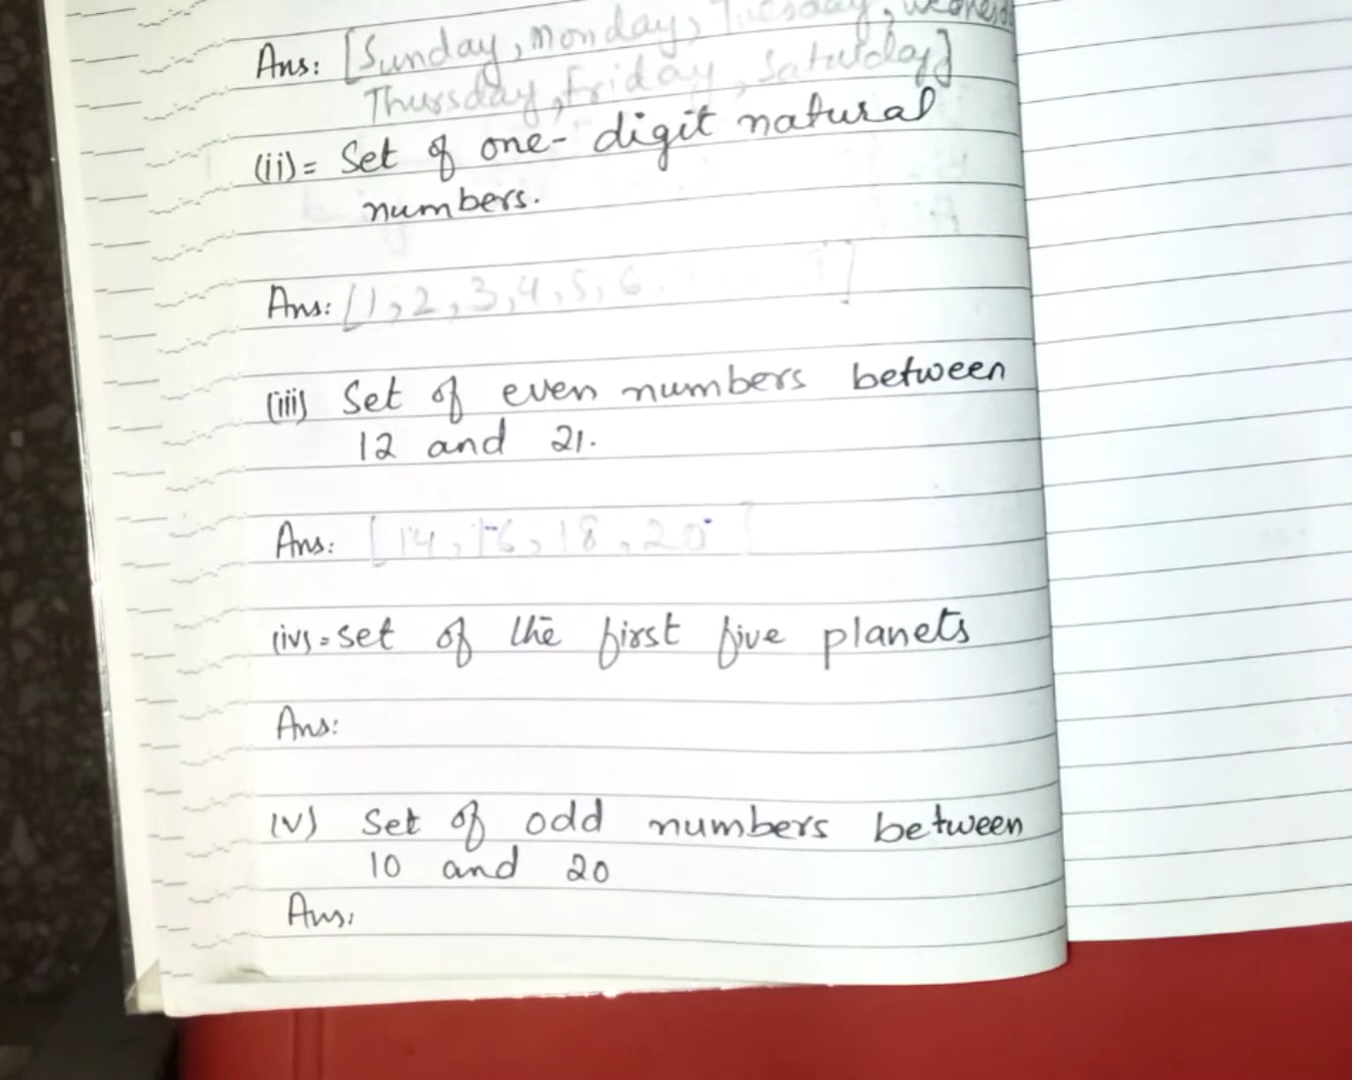 Ans: [Sunday, Monday, Tuesday, Wednesd
Thursday, Friday, Saturday]
(ii)= Set of one-digit natural
numbers.
Ans: [1,2,3,4,5,6. ]
(iii) Set of even numbers between
12 and 21.
Ans: [14, 16, 18, 20]
(iv)= set of the first five planets
Ans:
(v) Set of odd numbers between
10 and 20
Ans: